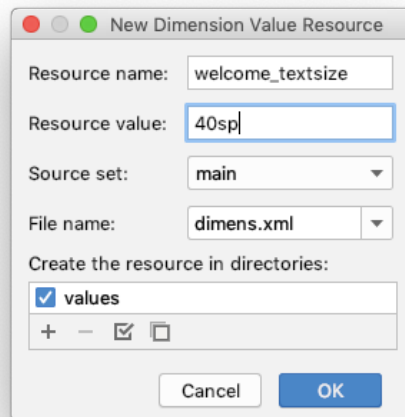 New Dimension Value Resource
Resource name: welcome_textsize
Resource value: 40sp
Source set: main
File name: dimens.xml
Create the resource in directories:
values
Cancel OK